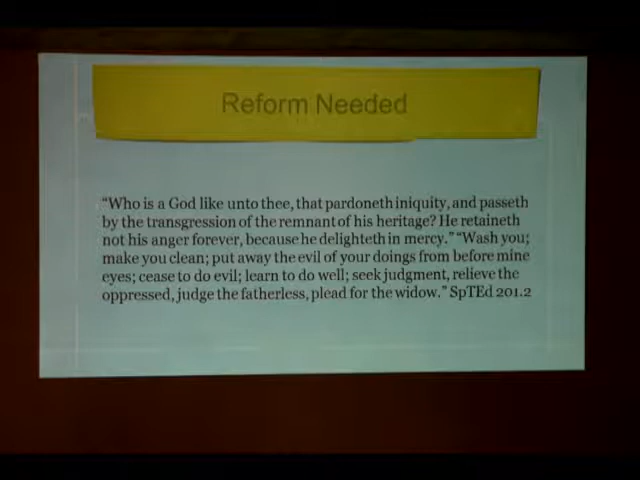 Reform Needed
“Who is a God like unto thee, that pardoneth iniquity, and passeth
by the transgression of the remnant of his heritage? He retaineth
not his anger forever, because he delighteth in mercy.” “Wash you;
make you clean; put away the evil of your doings from before mine
eyes; cease to do evil; learn to do well; seek judgment, relieve the
oppressed, judge the fatherless, plead for the widow.” SpTEd 201.2